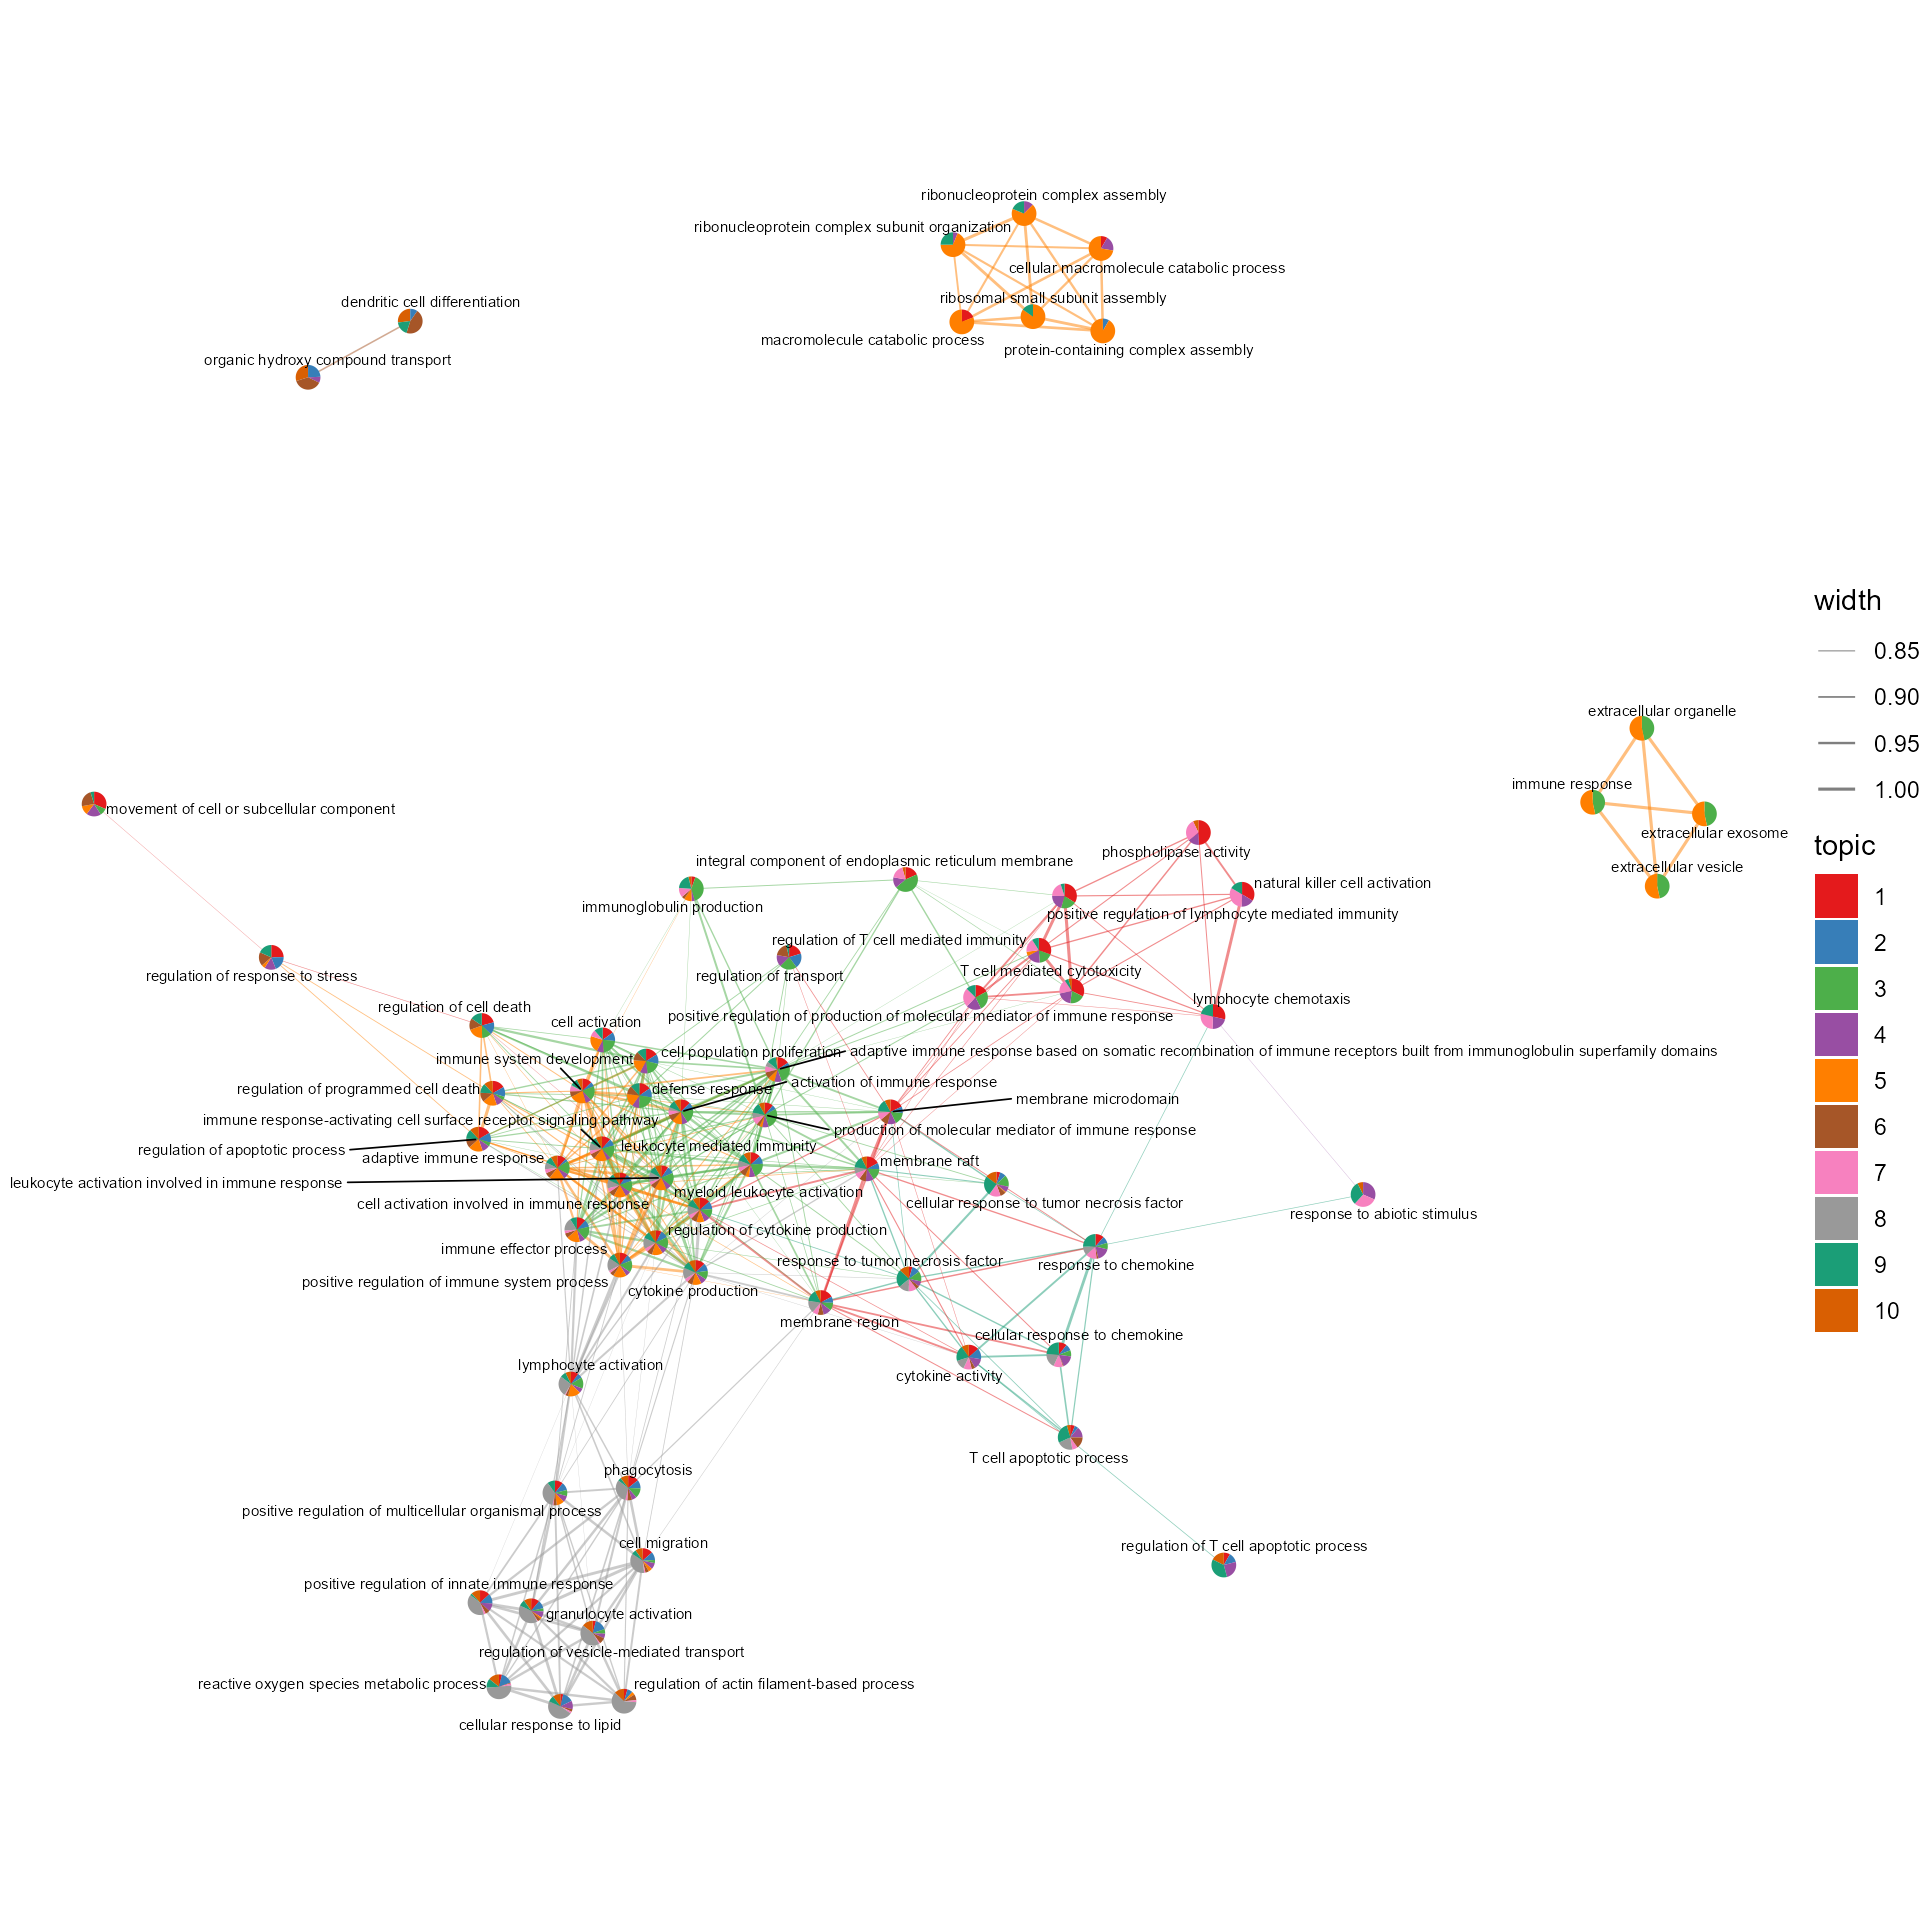 ribonucleoprotein complex assembly
ribonucleoprotein complex subunit organization
cellular macromolecule catabolic process
dendritic cell differentiation
ribosomal small subunit assembly
macromolecule catabolic process
protein-containing complex assembly
organic hydroxy compound transport
width
0.85
0.90
0.95
1.00
topic
1
2
3
4
5
6
7
8
9
10
extracellular organelle
immune response
extracellular exosome
extracellular vesicle
movement of cell or subcellular component
phospholipase activity
integral component of endoplasmic reticulum membrane
natural killer cell activation
immunoglobulin production
positive regulation of lymphocyte mediated immunity
regulation of T cell mediated immunity
regulation of response to stress
regulation of transport
T cell mediated cytotoxicity
lymphocyte chemotaxis
regulation of cell death
cell activation
positive regulation of production of molecular mediator of immune response
immune system development
cell population proliferation
adaptive immune response based on somatic recombination of immune receptors built from immunoglobulin superfamily domains
activation of immune response
regulation of programmed cell death
defense response
membrane microdomain
immune response-activating cell surface receptor signaling pathway
production of molecular mediator of immune response
regulation of apoptotic process
leukocyte mediated immunity
adaptive immune response
membrane raft
leukocyte activation involved in immune response
myeloid leukocyte activation
cell activation involved in immune response
cellular response to tumor necrosis factor
response to abiotic stimulus
regulation of cytokine production
immune effector process
response to tumor necrosis factor
response to chemokine
positive regulation of immune system process
cytokine production
membrane region
cellular response to chemokine
lymphocyte activation
cytokine activity
T cell apoptotic process
phagocytosis
positive regulation of multicellular organismal process
cell migration
regulation of T cell apoptotic process
positive regulation of innate immune response
granulocyte activation
regulation of vesicle-mediated transport
reactive oxygen species metabolic process
regulation of actin filament-based process
cellular response to lipid